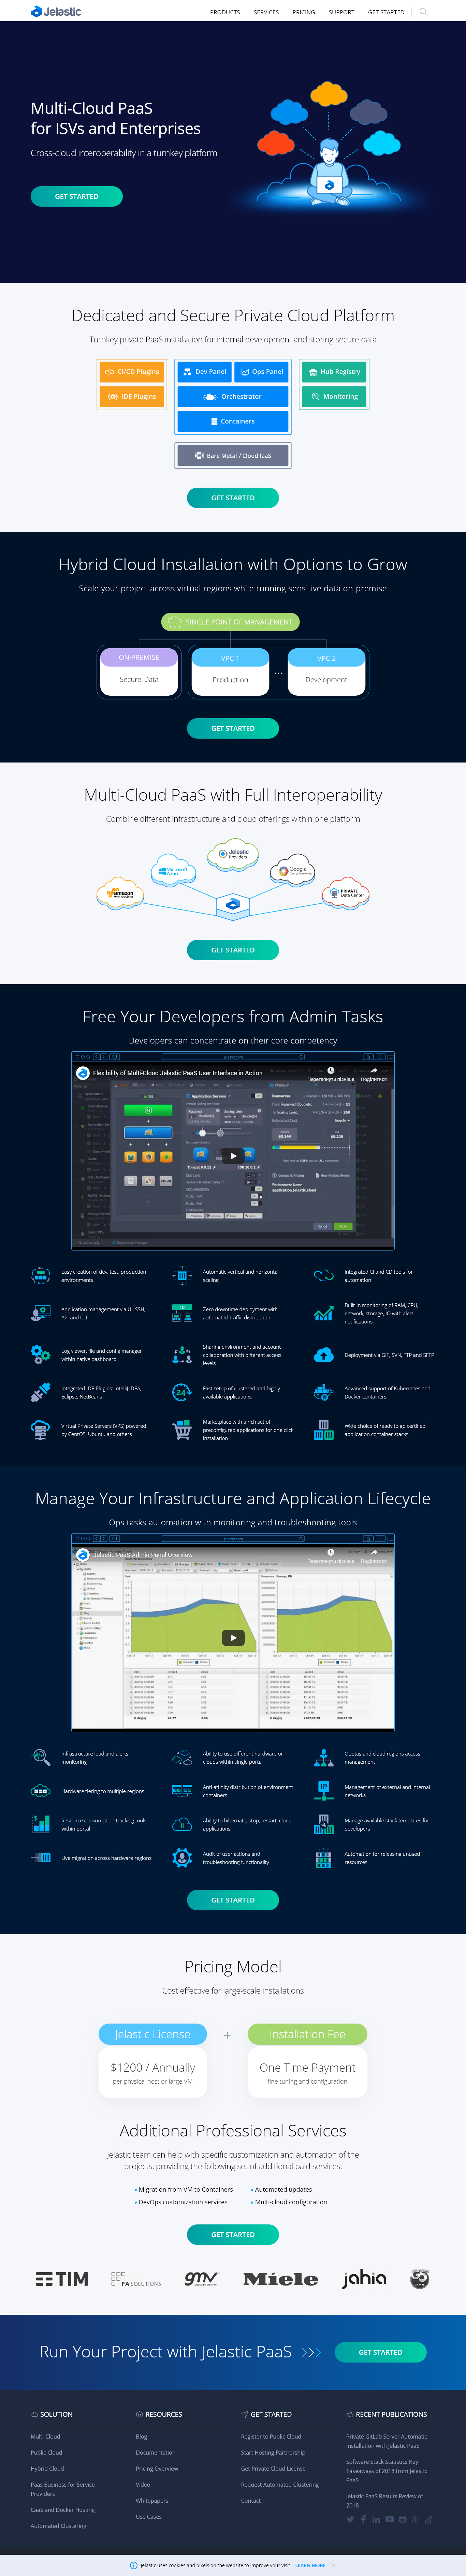 Jelastic
PRODUCTS SERVICES PRICING SUPPORT GET STARTED
Multi-Cloud PaaS
for ISVs and Enterprises
Cross-cloud interoperability in a turnkey platform
GET STARTED
Dedicated and Secure Private Cloud Platform
Turnkey private PaaS installation for internal development and storing secure data
CI/CD Plugins Dev Panel Ops Panel Hub Registry
IDE Plugins Orchestrator Monitoring
Containers
Bare Metal / Cloud IaaS
GET STARTED
Hybrid Cloud Installation with Options to Grow
Scale your project across virtual regions while running sensitive data on-premise
SINGLE POINT OF MANAGEMENT
ON-PREMISE VPC 1 VPC 2
Secure Data Production ... Development
GET STARTED
Multi-Cloud PaaS with Full Interoperability
Combine different infrastructure and cloud offerings within one platform
Jelastic
Providers
Microsoft
Azure
Google
Cloud Platform
amazon
web services
PRIVATE
Data Center
GET STARTED
Free Your Developers from Admin Tasks
Developers can concentrate on their core competency
jelastic.com
Flexibility of Multi-Cloud Jelastic PaaS User Interface in Action
Переглянути пізніше Поділитися
Easy creation of dev, test, production
environments
Automatic vertical and horizontal
scaling
Integrated CI and CD tools for
automation
Application management via UI, SSH,
API and CLI
Zero downtime deployment with
automated traffic distribution
Built-in monitoring of RAM, CPU,
network, storage, IO with alert
notifications
Log viewer, file and config manager
within native dashboard
Sharing environment and account
collaboration with different access
levels
Deployment via GIT, SVN, FTP and SFTP
Integrated IDE Plugins: IntelliJ IDEA,
Eclipse, NetBeans
Fast setup of clustered and highly
available applications
Advanced support of Kubernetes and
Docker containers
Virtual Private Servers (VPS) powered
by CentOS, Ubuntu and others
Marketplace with a rich set of
preconfigured applications for one click
installation
Wide choice of ready to go certified
application container stacks
Manage Your Infrastructure and Application Lifecycle
Ops tasks automation with monitoring and troubleshooting tools
jelastic.com
Jelastic PaaS Admin Panel Overview
Переглянути пізніше Поділитися
Infrastructure load and alerts
monitoring
Ability to use different hardware or
clouds within single portal
Quotas and cloud regions access
management
Hardware tiering to multiple regions
Anti-affinity distribution of environment
containers
Management of external and internal
networks
Resource consumption tracking tools
within portal
Ability to hibernate, stop, restart, clone
applications
Manage available stack templates for
developers
Live migration across hardware regions
Audit of user actions and
troubleshooting functionality
Automation for releasing unused
resources
GET STARTED
Pricing Model
Cost effective for large-scale installations
Jelastic License + Installation Fee
$1200 / Annually One Time Payment
per physical host or large VM fine tuning and configuration
Additional Professional Services
Jelastic team can help with specific customization and automation of the
projects, providing the following set of additional paid services:
• Migration from VM to Containers • Automated updates
• DevOps customization services • Multi-cloud configuration
GET STARTED
TIM FA SOLUTIONS gmv Miele jahia
Run Your Project with Jelastic PaaS GET STARTED
SOLUTION
Multi-Cloud
Public Cloud
Hybrid Cloud
Paas Business for Service
Providers
CaaS and Docker Hosting
Automated Clustering
RESOURCES
Blog
Documentation
Pricing Overview
Video
Whitepapers
Use Cases
GET STARTED
Register to Public Cloud
Start Hosting Partnership
Get Private Cloud License
Request Automated Clustering
Contact
RECENT PUBLICATIONS
Private GitLab Server Automatic
Installation with Jelastic PaaS
Software Stack Statistics Key
Takeaways of 2018 from Jelastic
PaaS
Jelastic PaaS Results Review of
2018
Jelastic uses cookies and pixels on the website to improve your visit LEARN MORE